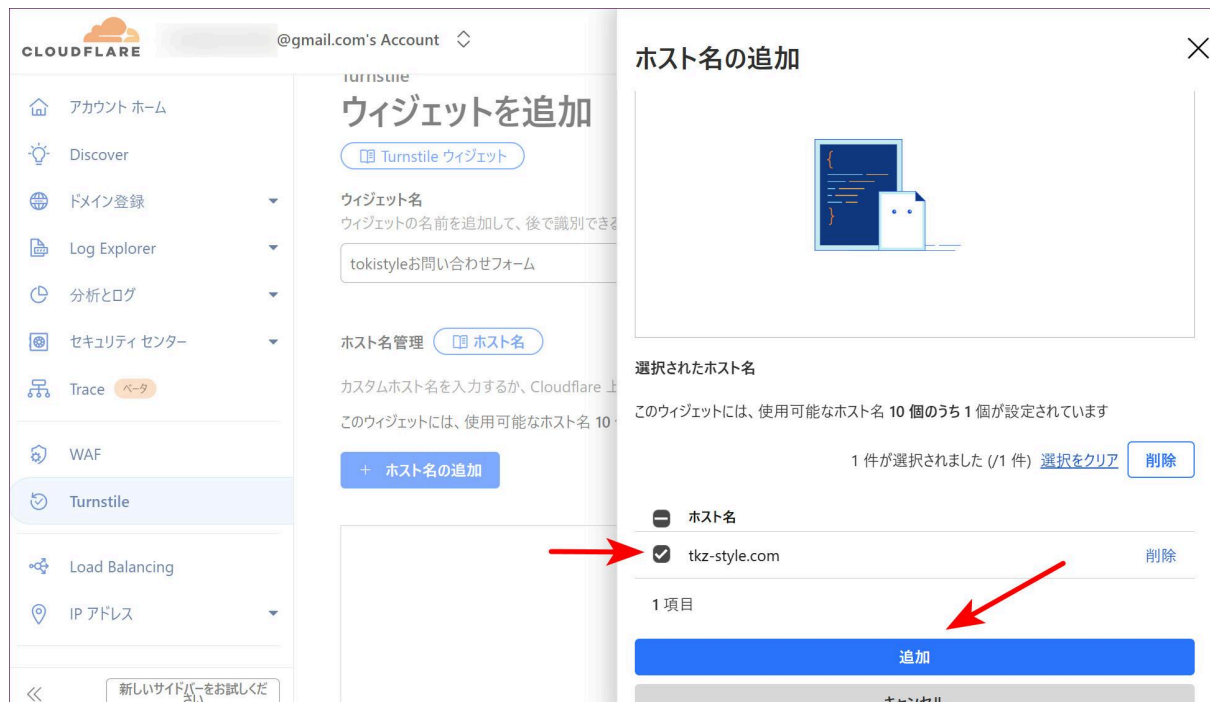 CLOUDFLARE
@gmail.com's Account
アカウント ホーム
Discover
ドメイン登録
Log Explorer
分析とログ
セキュリティ センター
Trace ベータ
WAF
Turnstile
Load Balancing
IP アドレス
新しいサイドバーをお試しくだ
さい
Turnstile
ウィジェットを追加
Turnstile ウィジェット
ウィジェット名
ウィジェットの名前を追加して、後で識別できる
tokistyleお問い合わせフォーム
ホスト名管理 ホスト名
カスタムホスト名を入力するか、Cloudflare 上
このウィジェットには、使用可能なホスト名 10
+ ホスト名の追加
ホスト名の追加
選択されたホスト名
このウィジェットには、使用可能なホスト名 10 個のうち 1 個が設定されています
1 件が選択されました (/1 件) 選択をクリア 削除
ホスト名
tkz-style.com 削除
1 項目
追加
キャンセル